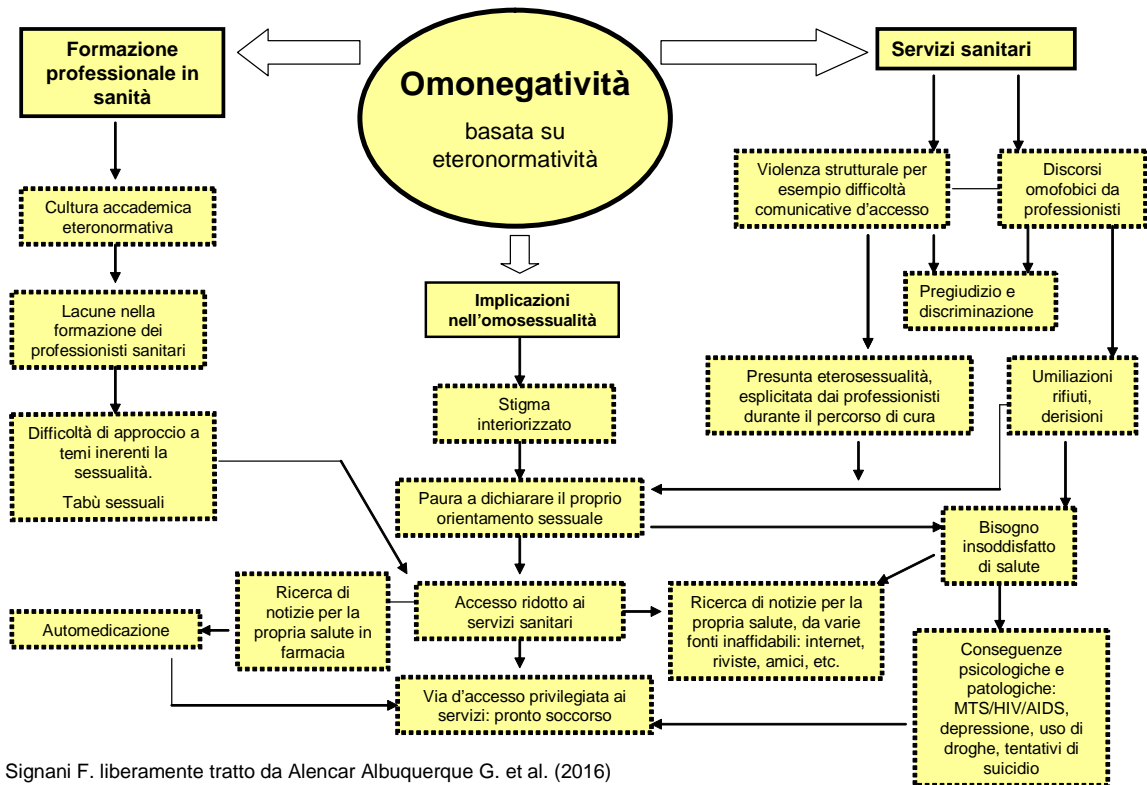 Formazione
professionale in
sanità
Omonegatività
basata su
eteronormatività
Servizi sanitari
Cultura accademica
eteronormativa
Lacune nella
formazione dei
professionisti sanitari
Difficoltà di approccio a
temi inerenti la
sessualità.
Tabù sessuali
Implicazioni
nell'omosessualità
Stigma
interiorizzato
Paura a dichiarare il proprio
orientamento sessuale
Accesso ridotto ai
servizi sanitari
Via d'accesso privilegiata ai
servizi: pronto soccorso
Ricerca di
notizie per la
propria salute in
farmacia
Automedicazione
Violenza strutturale per
esempio difficoltà
comunicative d'accesso
Discorsi
omofobici da
professionisti
Pregiudizio e
discriminazione
Presunta eterosessualità,
esplicitata dai professionisti
durante il percorso di cura
Umiliazioni
rifiuti,
derisioni
Bisogno
insoddisfatto
di salute
Ricerca di notizie per la
propria salute, da varie
fonti inaffidabili: internet,
riviste, amici, etc.
Conseguenze
psicologiche e
patologiche:
MTS/HIV/AIDS,
depressione, uso di
droghe, tentativi di
suicidio
Signani F. liberamente tratto da Alencar Albuquerque G. et al. (2016)